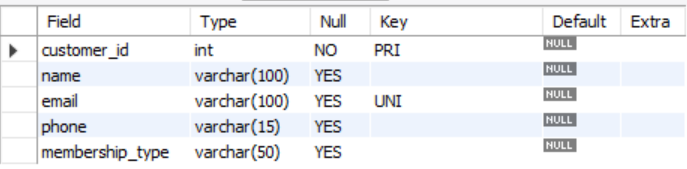 Field Type Null Key Default Extra
customer_id int NO PRI NULL
name varchar(100) YES NULL
email varchar(100) YES UNI NULL
phone varchar(15) YES NULL
membership_type varchar(50) YES NULL